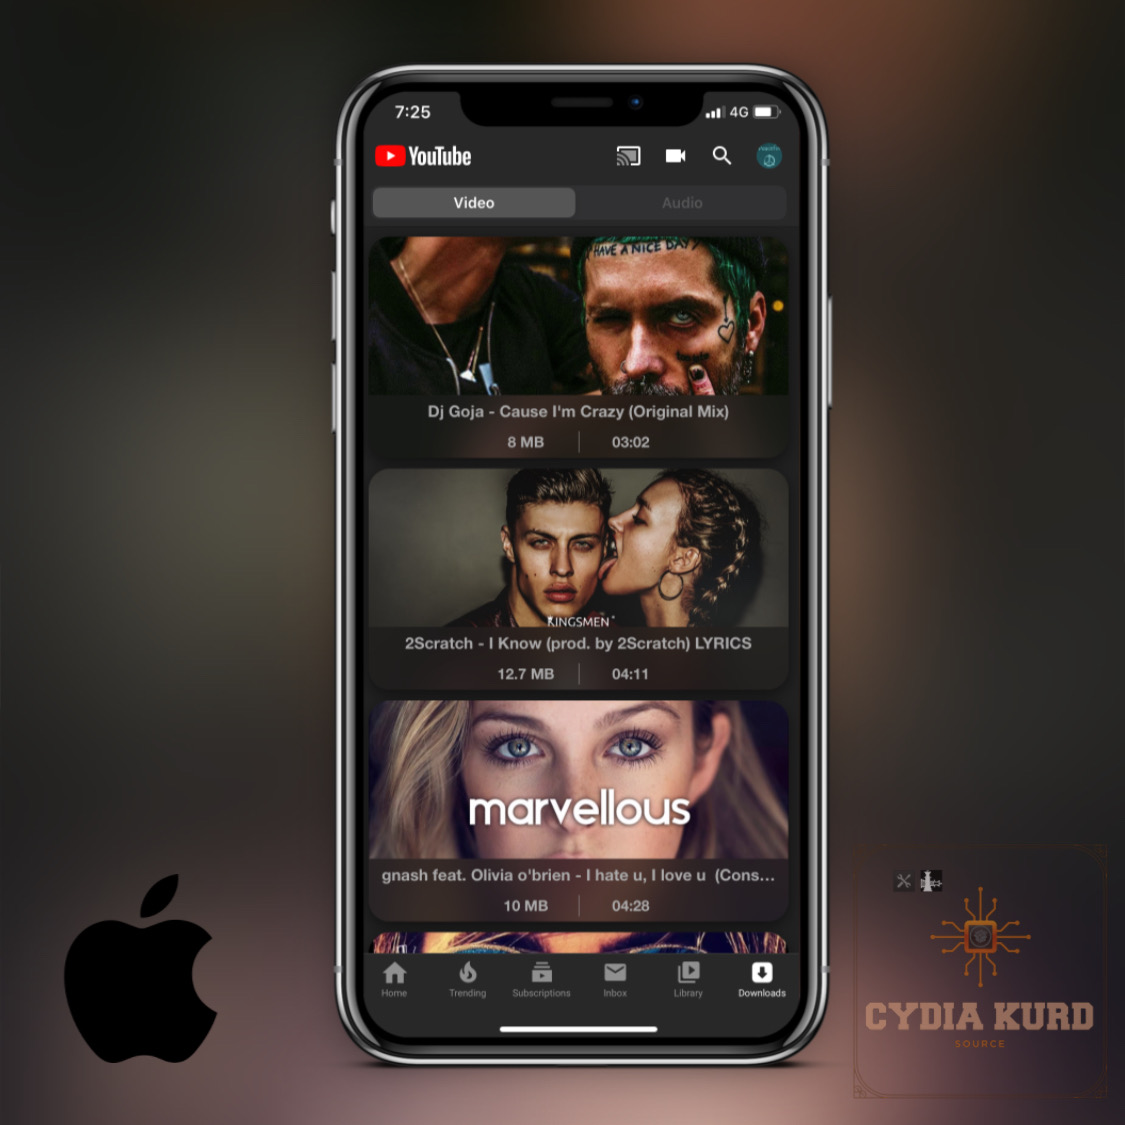 7:25
4G
YouTube
Video
Audio
HAVE A NICE DAY
Dj Goja - Cause I'm Crazy (Original Mix)
8 MB
03:02
KINGSMEN
2Scratch - I Know (prod. by 2Scratch) LYRICS
12.7 MB
04:11
marvellous
gnash feat. Olivia o'brien - I hate u, I love u (Cons...
10 MB
04:28
Home
Trending
Subscriptions
Inbox
Library
Downloads
CYDIA KURD
SOURCE